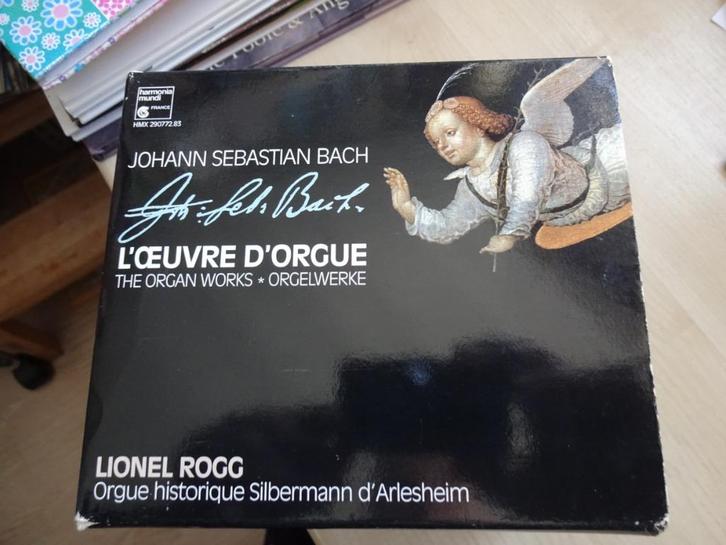 harmonia
mundi
FRANCE
HMX 290772.83
JOHANN SEBASTIAN BACH
L'ŒUVRE D'ORGUE
THE ORGAN WORKS * ORGELWERKE
LIONEL ROGG
Orgue historique Silbermann d'Arlesheim